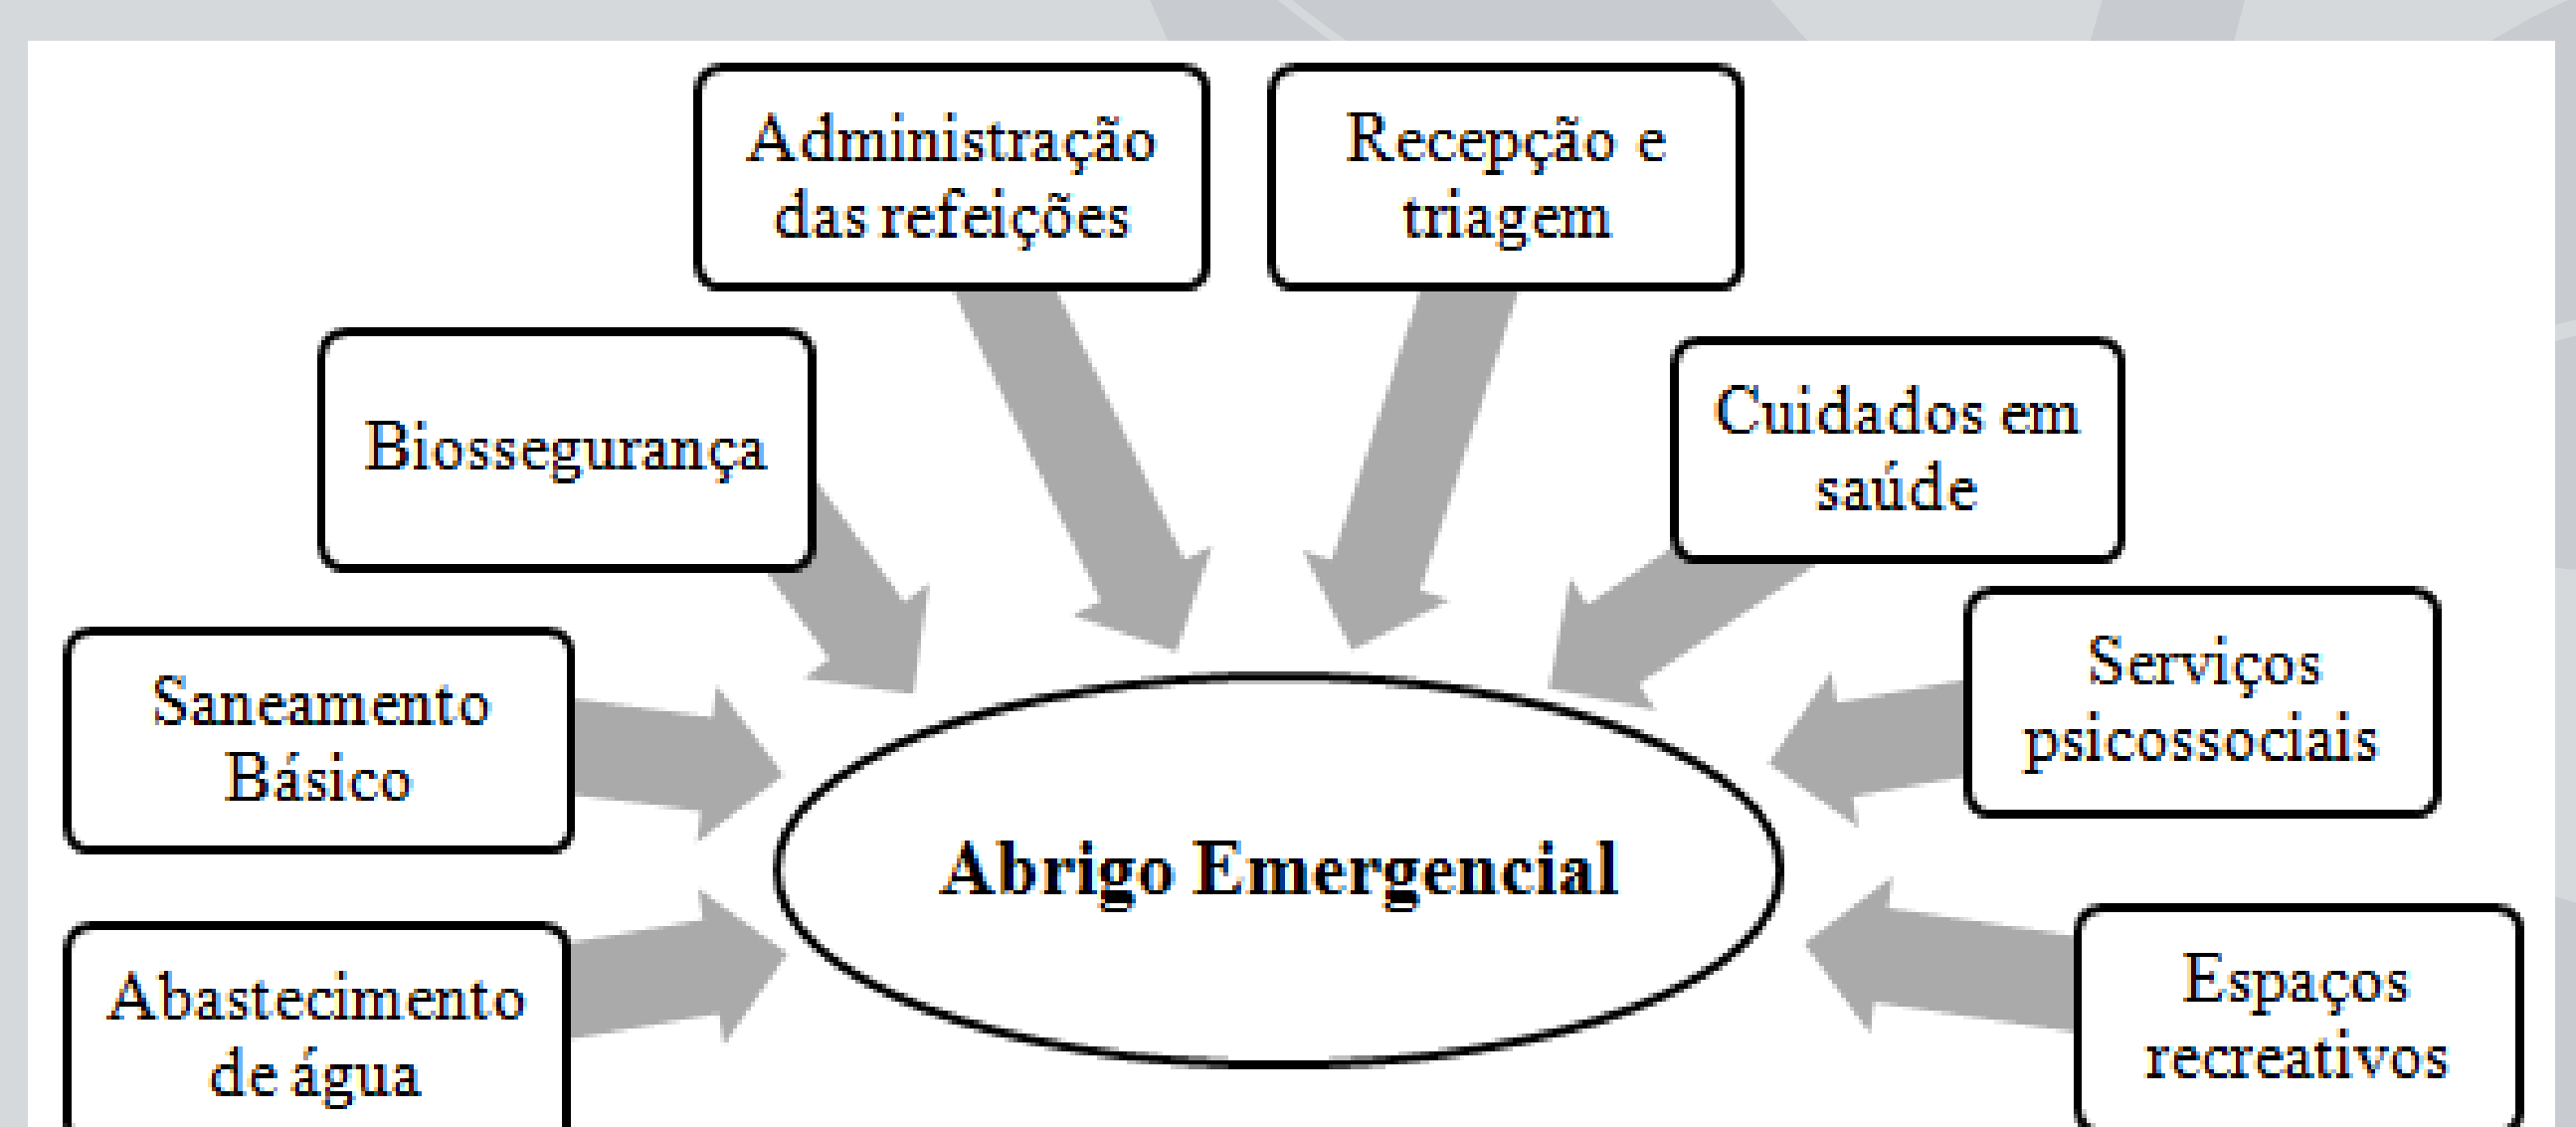 Administração
das refeições
Recepção e
triagem
Biossegurança
Cuidados em
saúde
Saneamento
Básico
Serviços
psicossociais
Abrigo Emergencial
Abastecimento
de água
Espaços
recreativos